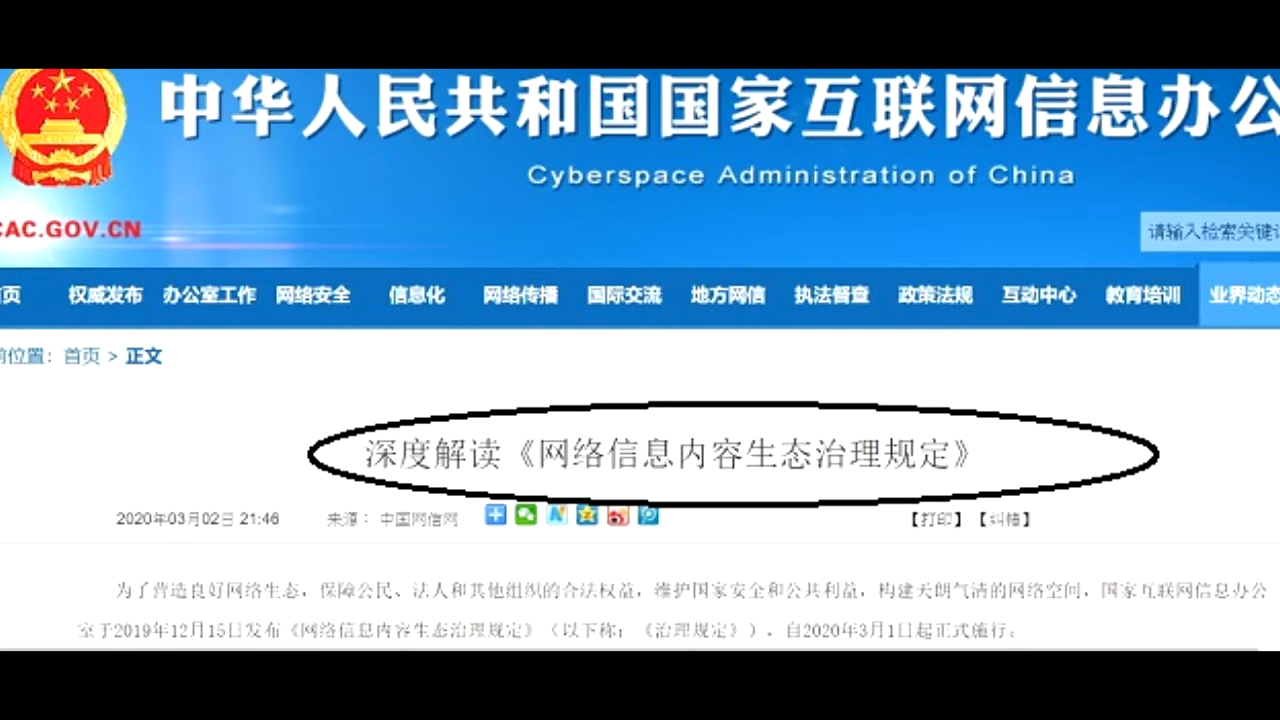 中华人民共和国国家互联网信息办公
Cyberspace Administration of China
CAC.GOV.CN
请输入检索关键词
首页 权威发布 办公室工作 网络安全 信息化 网络传播 国际交流 地方网信 执法督查 政策法规 互动中心 教育培训 业界动态
前位置：首页 > 正文
深度解读《网络信息内容生态治理规定》
2020年03月02日 21:46 来源： 中国网信网 【打印】【纠错】
为了营造良好网络生态，保障公民、法人和其他组织的合法权益，维护国家安全和公共利益，构建天朗气清的网络空间，国家互联网信息办公
室于2019年12月15日发布《网络信息内容生态治理规定》（以下称：《治理规定》），自2020年3月1日起正式施行。